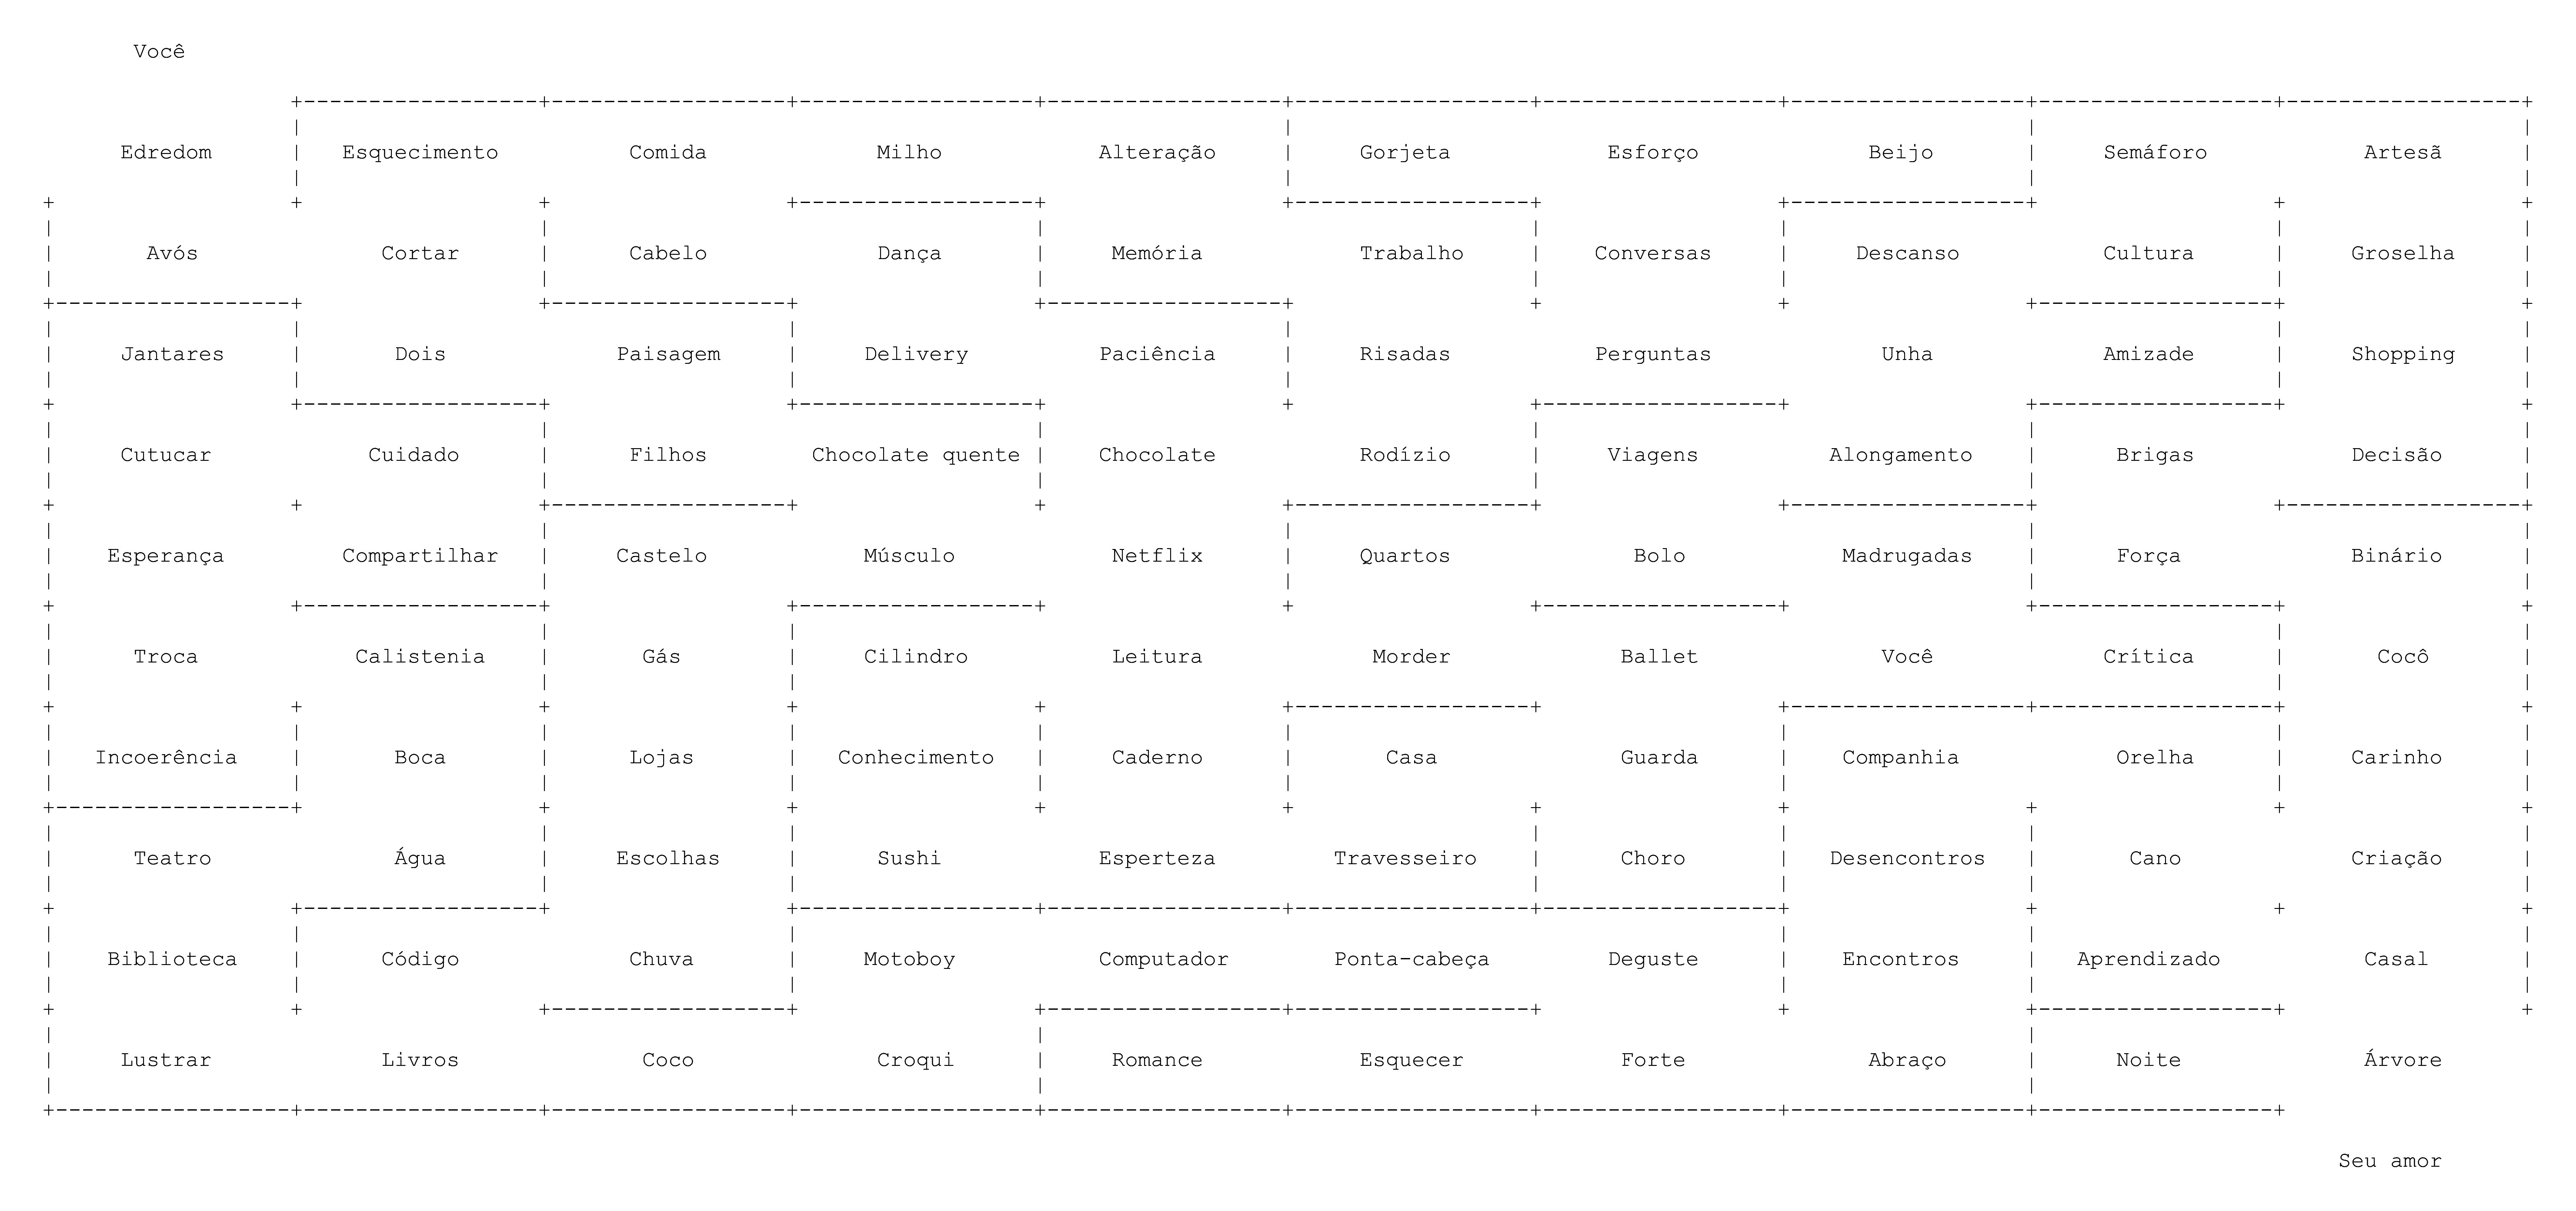 Você
Edredom Esquecimento Comida Milho Alteração Gorjeta Esforço Beijo Semáforo Artesã
Avós Cortar Cabelo Dança Memória Trabalho Conversas Descanso Cultura Groselha
Jantares Dois Paisagem Delivery Paciência Risadas Perguntas Unha Amizade Shopping
Cutucar Cuidado Filhos Chocolate quente Chocolate Rodízio Viagens Alongamento Brigas Decisão
Esperança Compartilhar Castelo Músculo Netflix Quartos Bolo Madrugadas Força Binário
Troca Calistenia Gás Cilindro Leitura Morder Ballet Você Crítica Cocô
Incoerência Boca Lojas Conhecimento Caderno Casa Guarda Companhia Orelha Carinho
Teatro Água Escolhas Sushi Esperteza Travesseiro Choro Desencontros Cano Criação
Biblioteca Código Chuva Motoboy Computador Ponta-cabeça Deguste Encontros Aprendizado Casal
Lustrar Livros Coco Croqui Romance Esquecer Forte Abraço Noite Árvore
Seu amor